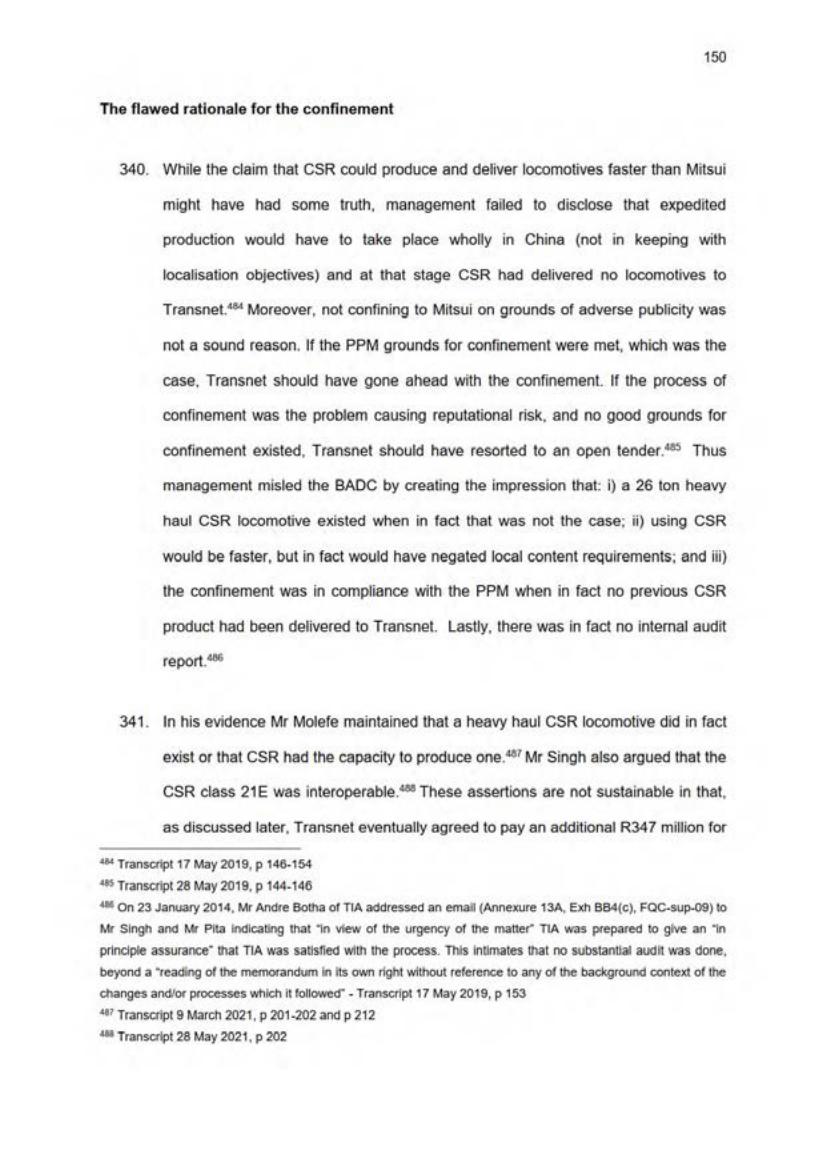 150
The flawed rationale for the confinement
340. While the claim that CSR could produce and deliver locomotives faster than Mitsui
might have had some truth, management failed to disclose that expedited
production would have to take place wholly in China (not in keeping with
localisation objectives) and at that stage CSR had delivered no locomotives to
Transnet.484 Moreover, not confining to Mitsui on grounds of adverse publicity was
not a sound reason. If the PPM grounds for confinement were met, which was the
case, Transnet should have gone ahead with the confinement. If the process of
confinement was the problem causing reputational risk, and no good grounds for
confinement existed, Transnet should have resorted to an open tender.485 Thus
management misled the BADC by creating the impression that: i) a 26 ton heavy
haul CSR locomotive existed when in fact that was not the case; ii) using CSR
would be faster, but in fact would have negated local content requirements; and iii)
the confinement was in compliance with the PPM when in fact no previous CSR
product had been delivered to Transnet. Lastly, there was in fact no internal audit
report.486
341. In his evidence Mr Molefe maintained that a heavy haul CSR locomotive did in fact
exist or that CSR had the capacity to produce one.487 Mr Singh also argued that the
CSR class 21E was interoperable.488 These assertions are not sustainable in that,
as discussed later, Transnet eventually agreed to pay an additional R347 million for
484 Transcript 17 May 2019, p 146-154
485 Transcript 28 May 2019, p 144-146
486 On 23 January 2014, Mr Andre Botha of TIA addressed an email (Annexure 13A, Exh BB4(c), FQC-sup-09) to
Mr Singh and Mr Pita indicating that "in view of the urgency of the matter" TIA was prepared to give an "in
principle assurance" that TIA was satisfied with the process. This intimates that no substantial audit was done,
beyond a "reading of the memorandum in its own right without reference to any of the background context of the
changes and/or processes which it followed" - Transcript 17 May 2019, p 153
487 Transcript 9 March 2021, p 201-202 and p 212
488 Transcript 28 May 2021, p 202